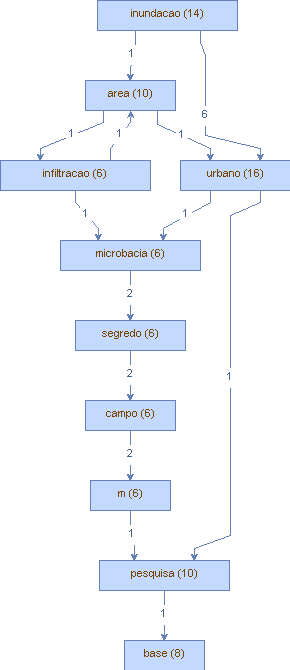 inundacao (14)
1
6
area (10)
1
1
1
infiltracao (6)
urbano (16)
1
1
microbacia (6)
2
segredo (6)
2
1
campo (6)
2
m (6)
1
pesquisa (10)
1
base (8)